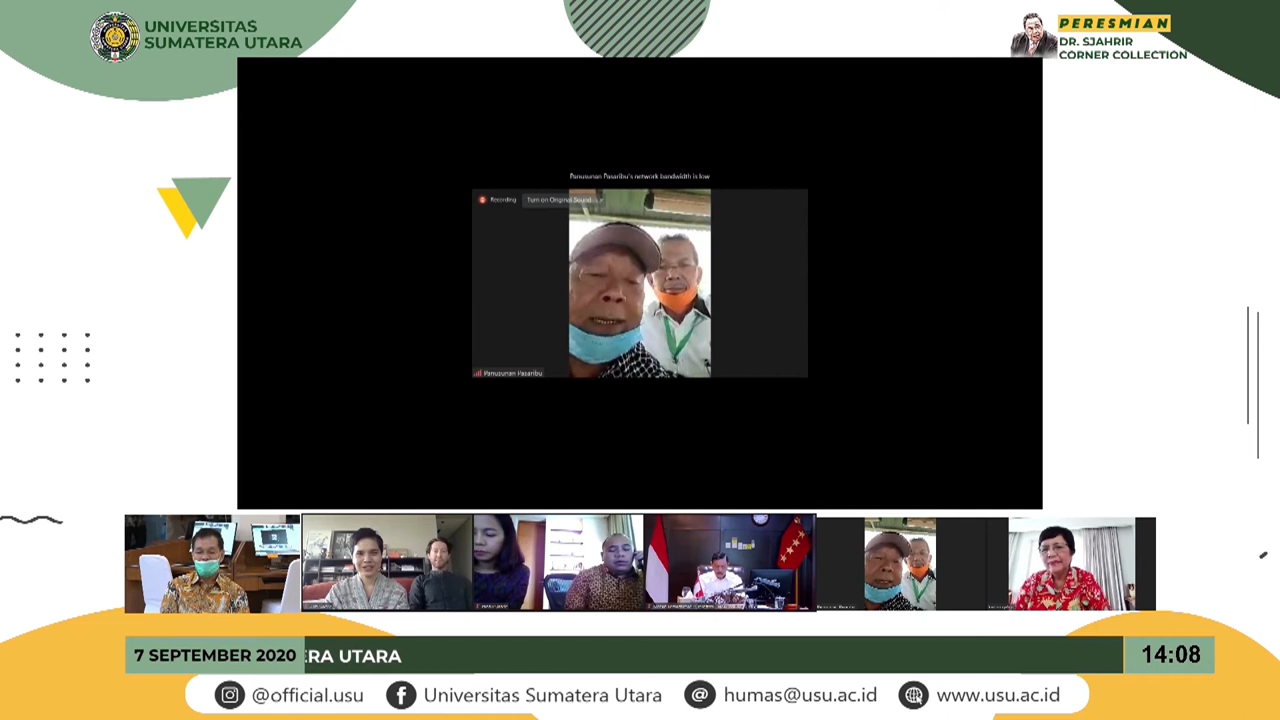 UNIVERSITAS
SUMATERA UTARA
PERESMIAN
DR. SJAHRIR
CORNER COLLECTION
Panusunan Pasaribu's network bandwidth is low
Recording
Turn on Original Sound
Panusunan Pasaribu
7 SEPTEMBER 2020
ERA UTARA
14:08
@official.usu
Universitas Sumatera Utara
humas@usu.ac.id
www.usu.ac.id